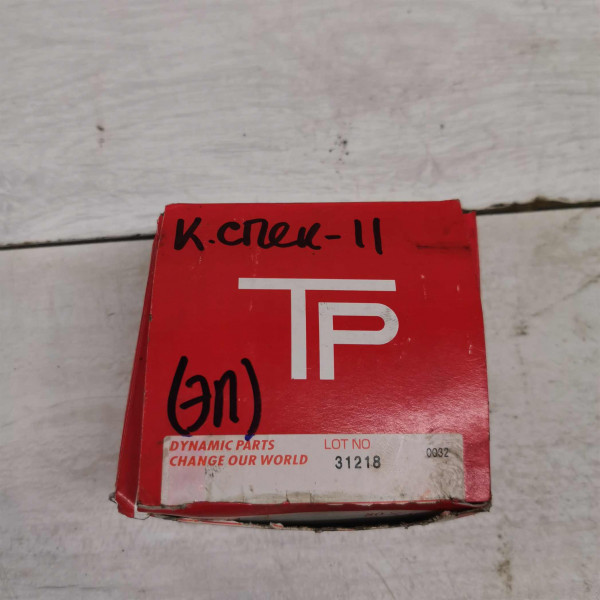 К.спек-11
TP
(ЭП)
DYNAMIC PARTS
CHANGE OUR WORLD
LOT NO
31218
0032